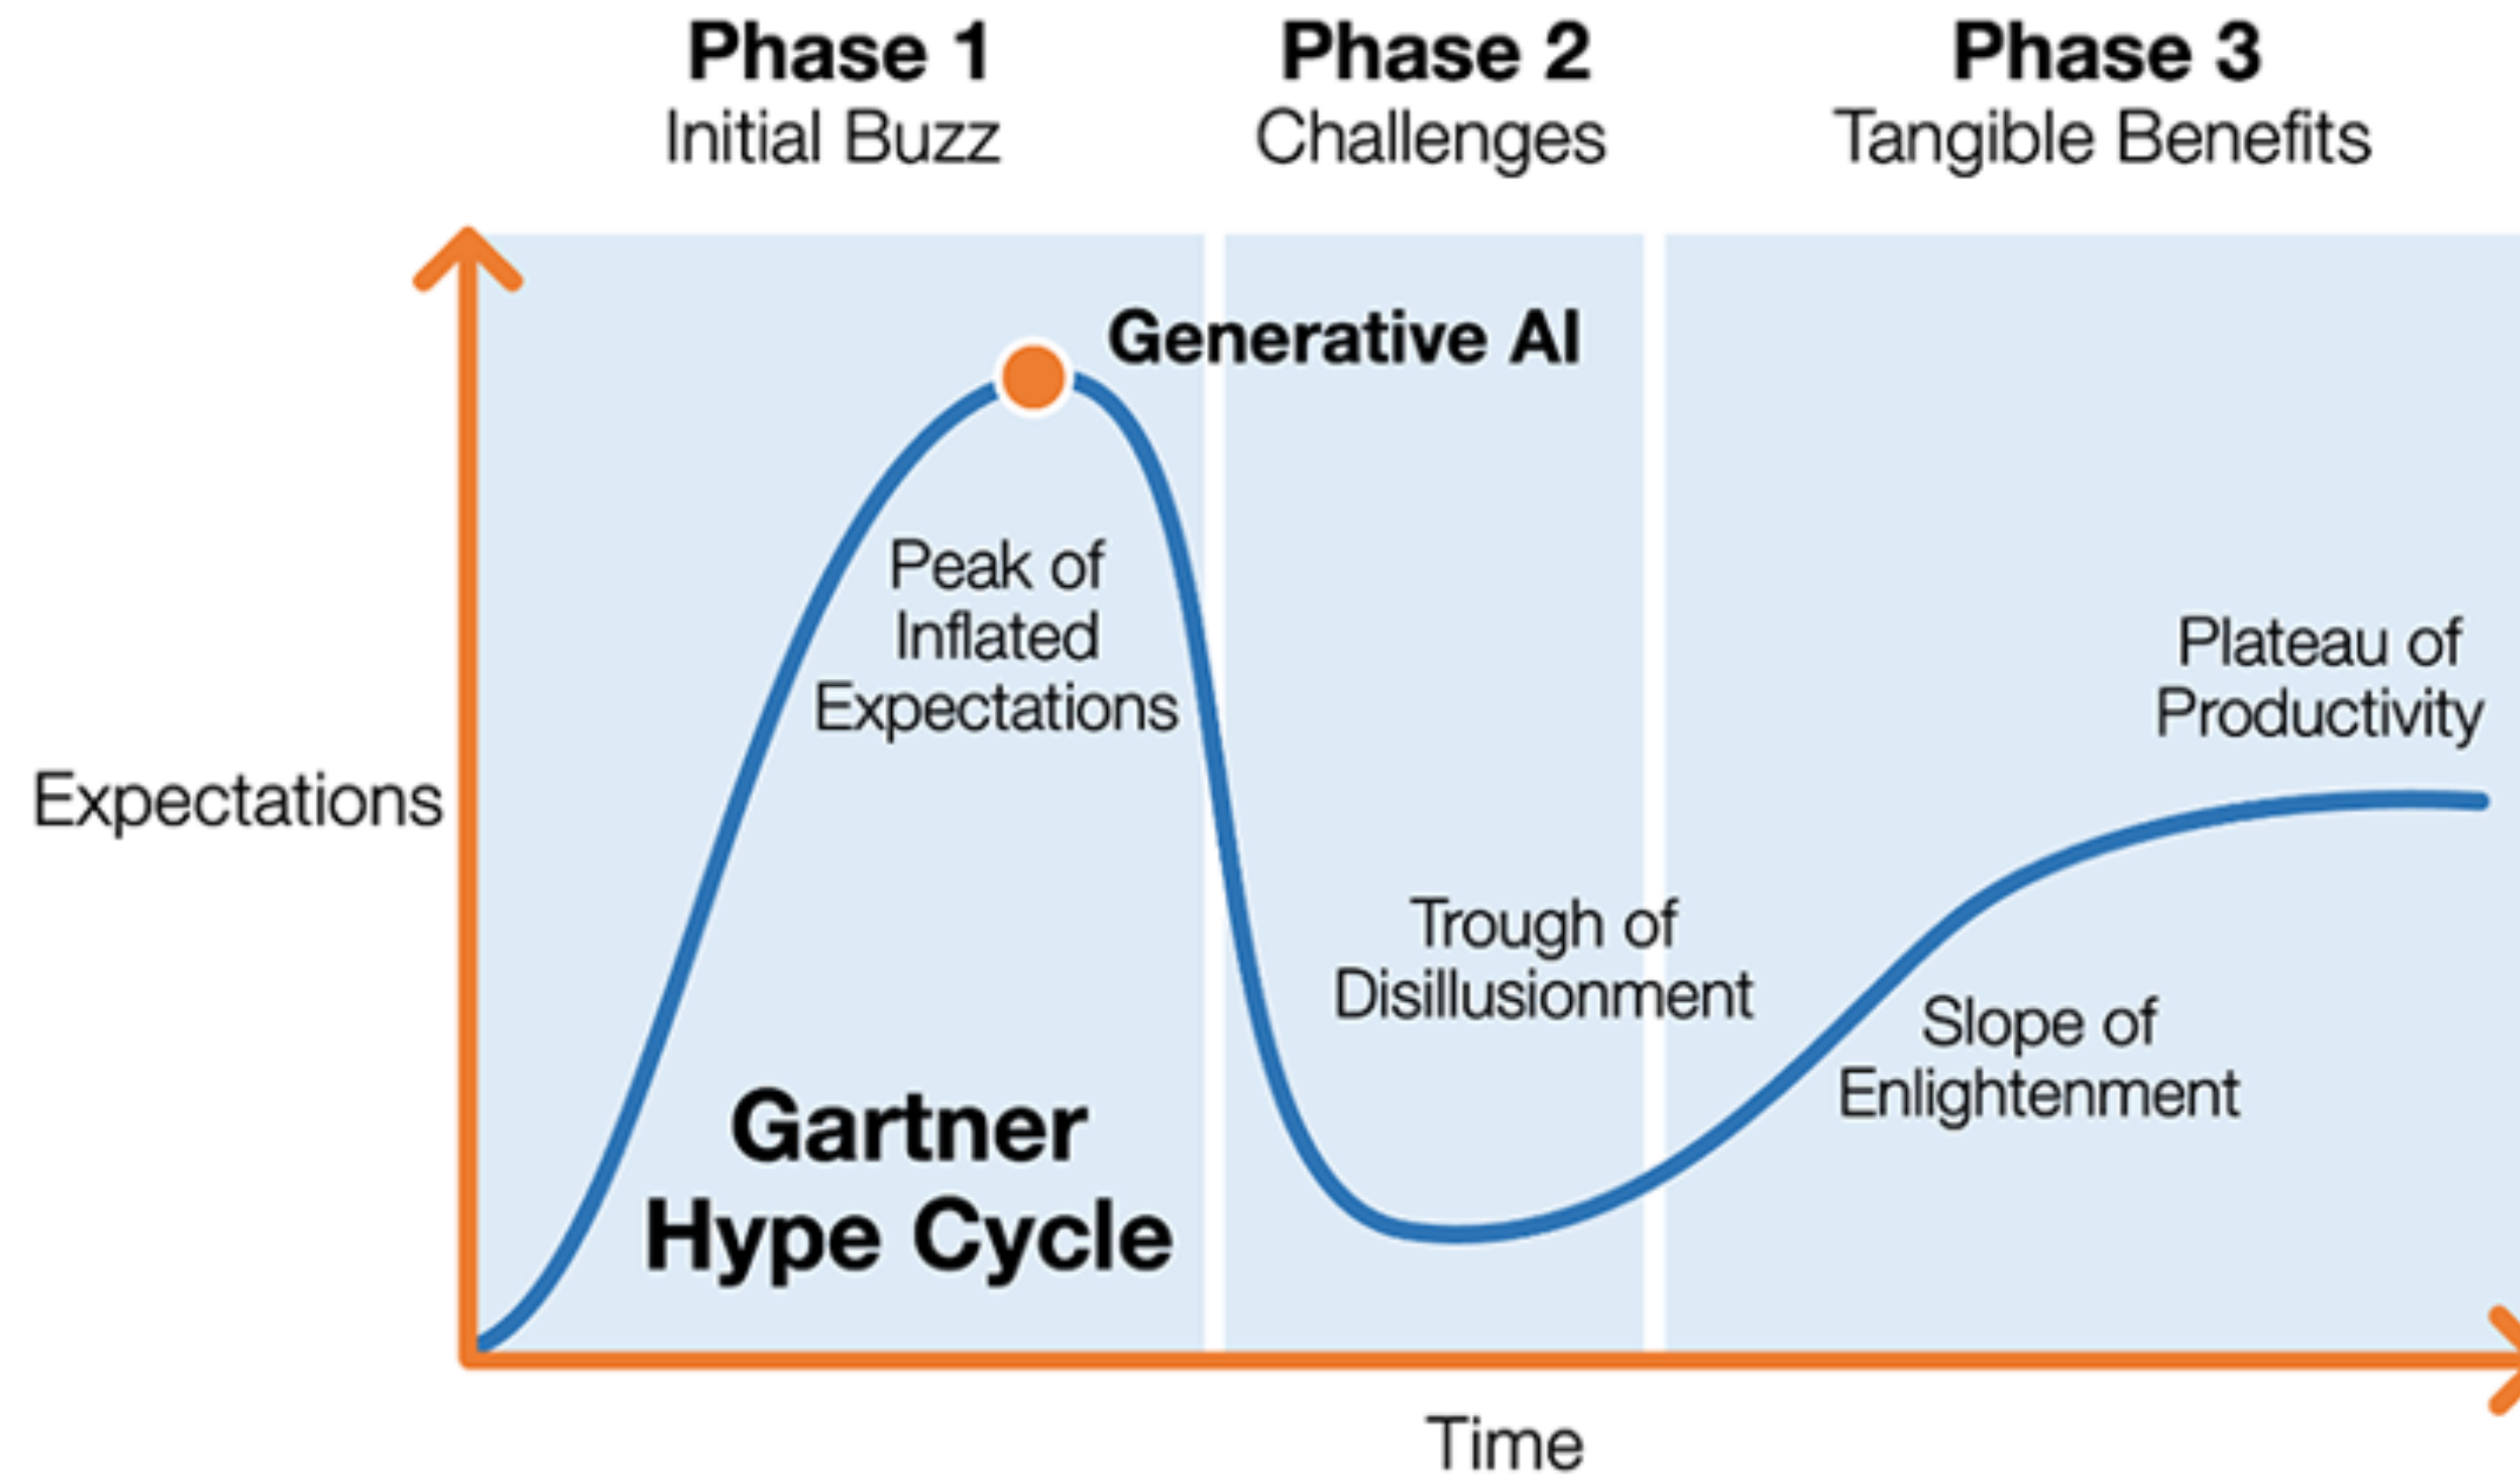 Phase 1
Initial Buzz
Phase 2
Challenges
Phase 3
Tangible Benefits
Generative AI
Peak of
Inflated
Expectations
Plateau of
Productivity
Expectations
Trough of
Disillusionment
Slope of
Enlightenment
Gartner
Hype Cycle
Time